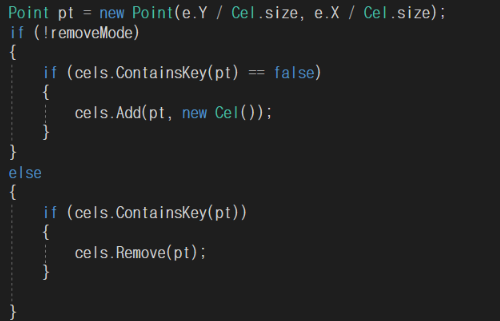 Point pt = new Point(e.Y / Cel.size, e.X / Cel.size);
if (!removeMode)
{
    if (cels.ContainsKey(pt) == false)
    {
        cels.Add(pt, new Cel());
    }
}
else
{
    if (cels.ContainsKey(pt))
    {
        cels.Remove(pt);
    }
}